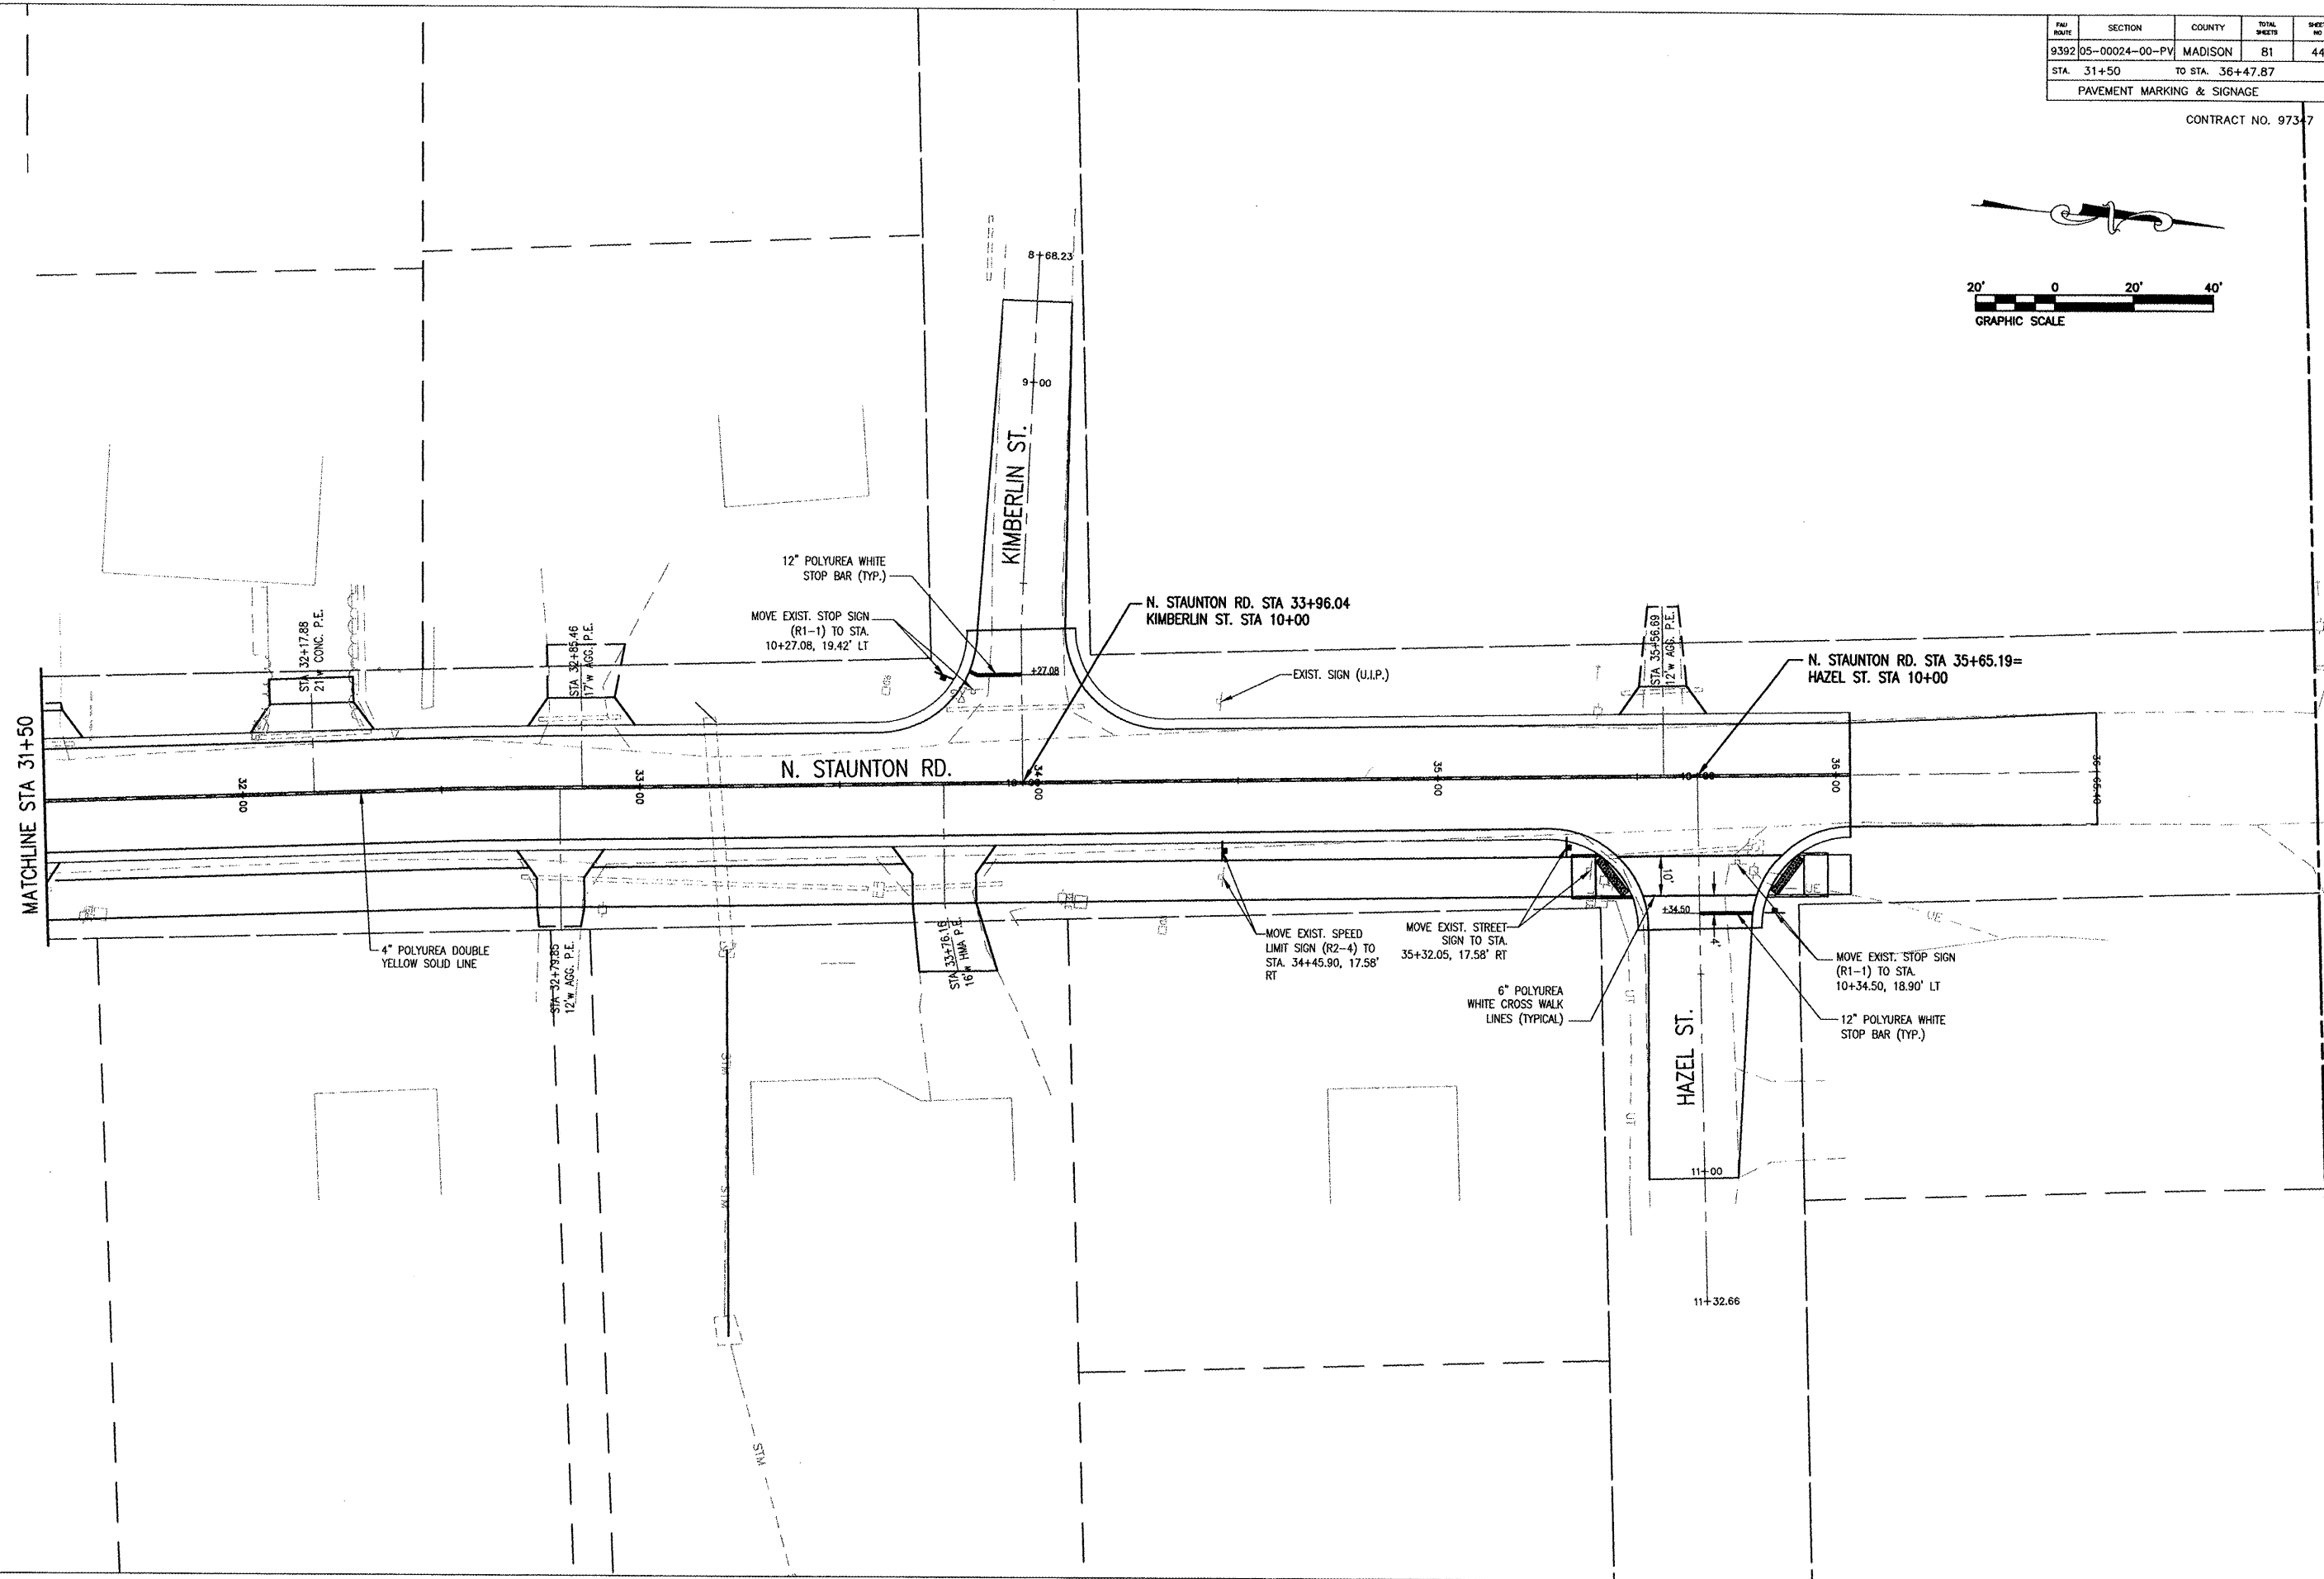 FAU ROUTE SECTION COUNTY TOTAL SHEETS SHEET NO
9392 05-00024-00-PV MADISON 81 44
STA. 31+50 TO STA. 36+47.87
PAVEMENT MARKING & SIGNAGE
CONTRACT NO. 97347
20' 0 20' 40'
GRAPHIC SCALE
8+68.23
9+00
KIMBERLIN ST.
12" POLYUREA WHITE
STOP BAR (TYP.)
MOVE EXIST. STOP SIGN
(R1-1) TO STA.
10+27.08, 19.42' LT
+27.08
N. STAUNTON RD. STA 33+96.04
KIMBERLIN ST. STA 10+00
EXIST. SIGN (U.I.P.)
N. STAUNTON RD. STA 35+65.19=
HAZEL ST. STA 10+00
STA 32+17.88
21'w CONC. P.E.
STA 32+85.46
17'w AGG. P.E.
STA 35+56.69
12'w AGG. P.E.
MATCHLINE STA 31+50
N. STAUNTON RD.
32+00
33+00
34+00
35+00
10+00
36+00
36+65.40
4" POLYUREA DOUBLE
YELLOW SOLID LINE
STA 32+79.85
12'w AGG. P.E.
STA 33+76.16
16'w HMA P.E.
MOVE EXIST. SPEED
LIMIT SIGN (R2-4) TO
STA. 34+45.90, 17.58'
RT
MOVE EXIST. STREET
SIGN TO STA.
35+32.05, 17.58' RT
10'
+34.50
4'
UE
UE
6" POLYUREA
WHITE CROSS WALK
LINES (TYPICAL)
MOVE EXIST. STOP SIGN
(R1-1) TO STA.
10+34.50, 18.90' LT
12" POLYUREA WHITE
STOP BAR (TYP.)
HAZEL ST.
UT
UT
STM
STM
STM
11+00
11+32.66